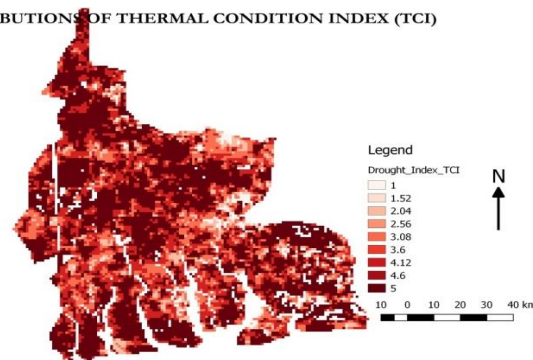 BUTIONS OF THERMAL CONDITION INDEX (TCI)
Legend
Drought_Index_TCI
1
1.52
2.04
2.56
3.08
3.6
4.12
4.6
5
N
10 0 10 20 30 40 km